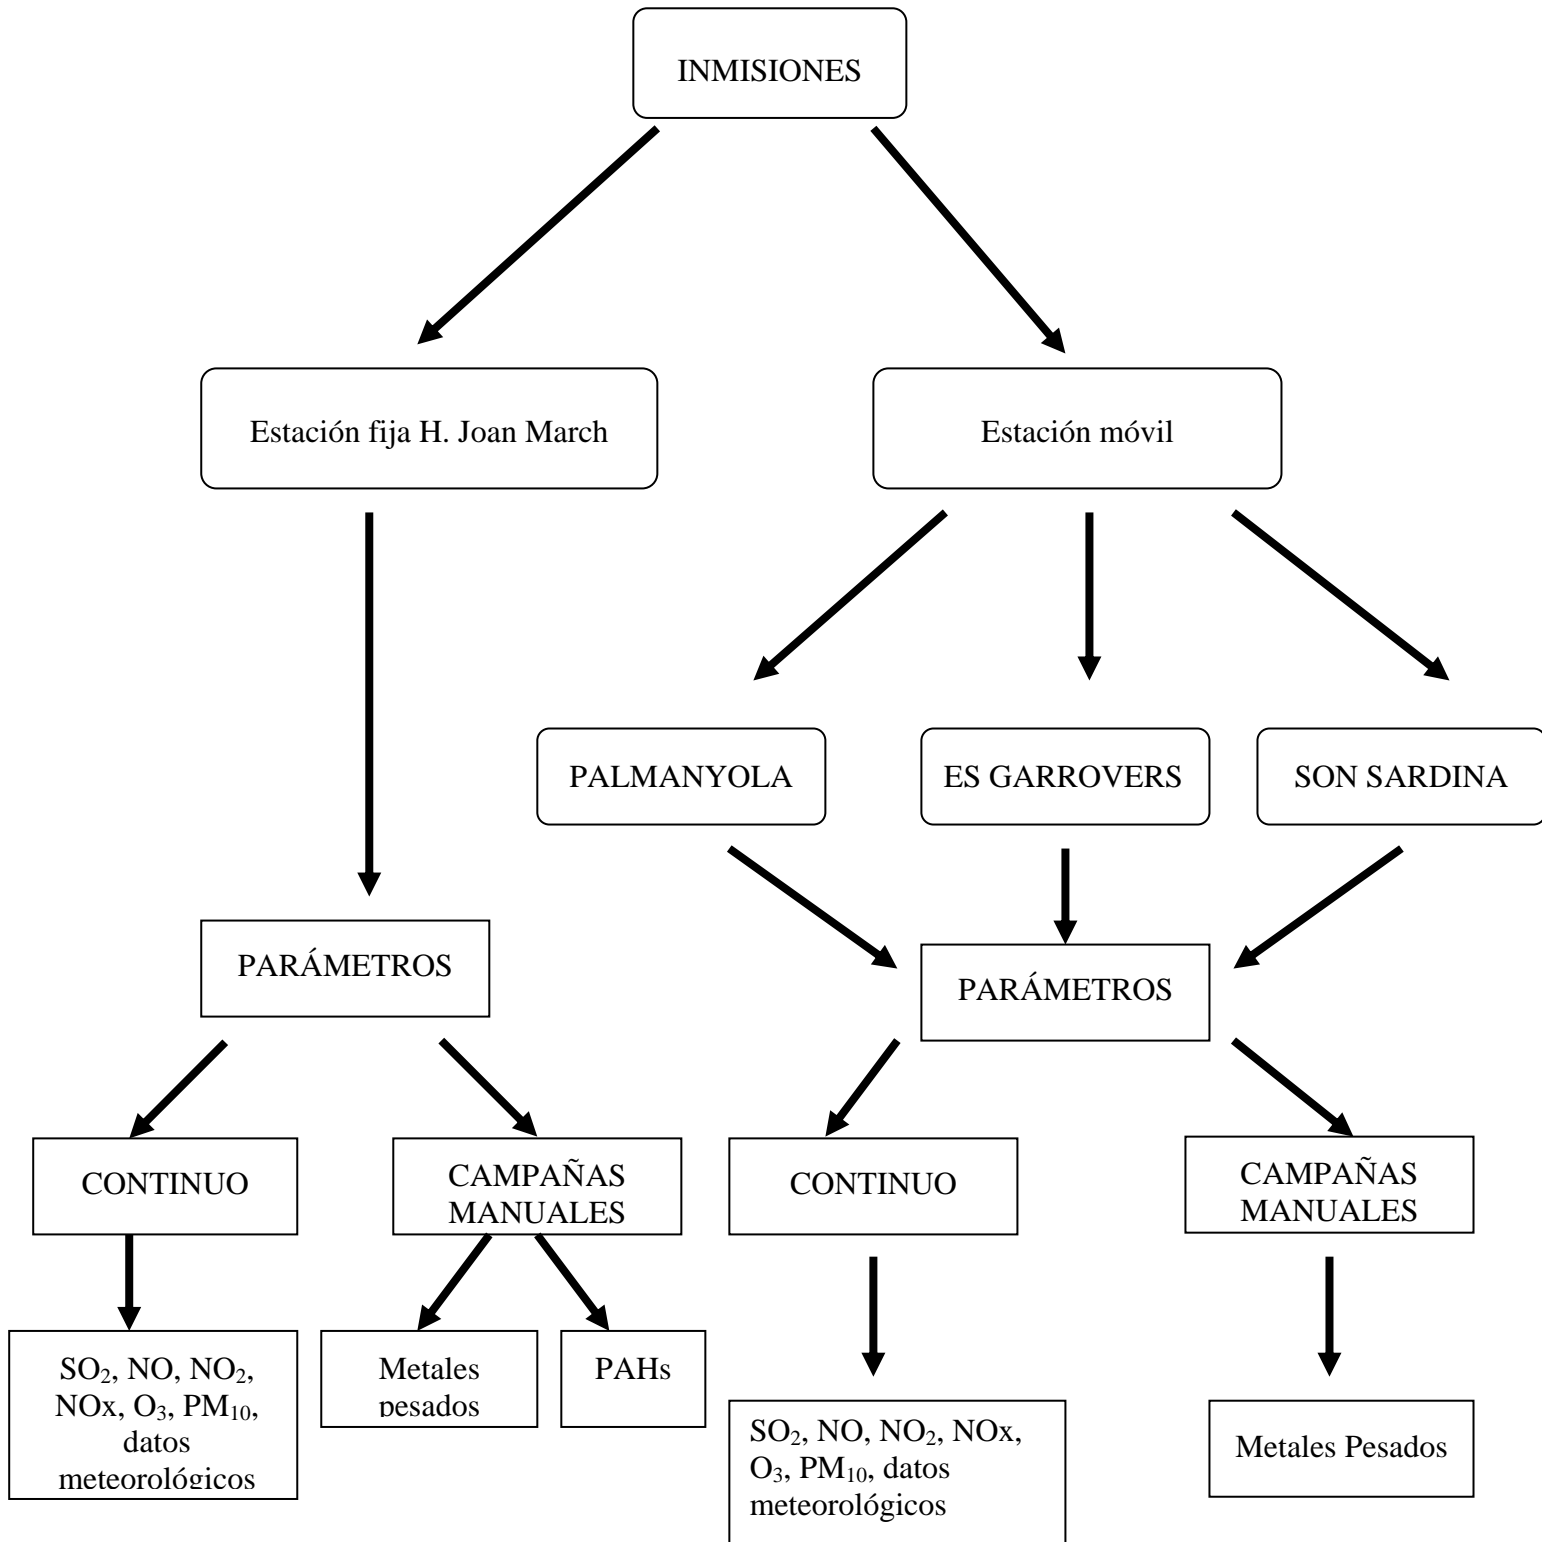 INMISIONES
Estación fija H. Joan March
Estación móvil
PALMANYOLA
ES GARROVERS
SON SARDINA
PARÁMETROS
PARÁMETROS
CONTINUO
CAMPAÑAS
MANUALES
CONTINUO
CAMPAÑAS
MANUALES
SO₂, NO, NO₂,
NOx, O₃, PM₁₀,
datos
meteorológicos
Metales
pesados
PAHs
SO₂, NO, NO₂, NOx,
O₃, PM₁₀, datos
meteorológicos
Metales Pesados